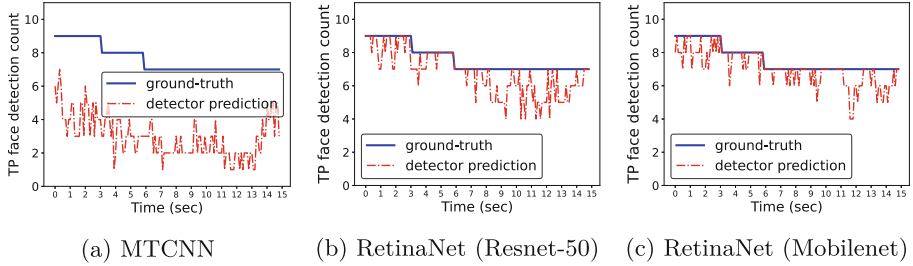 TP face detection count
10
8
6
4
2
0
ground-truth
detector prediction
0 1 2 3 4 5 6 7 8 9 10 11 12 13 14 15
Time (sec)
(a) MTCNN
TP face detection count
10
8
6
4
2
0
ground-truth
detector prediction
0 1 2 3 4 5 6 7 8 9 10 11 12 13 14 15
Time (sec)
(b) RetinaNet (Resnet-50)
TP face detection count
10
8
6
4
2
0
ground-truth
detector prediction
0 1 2 3 4 5 6 7 8 9 10 11 12 13 14 15
Time (sec)
(c) RetinaNet (Mobilenet)